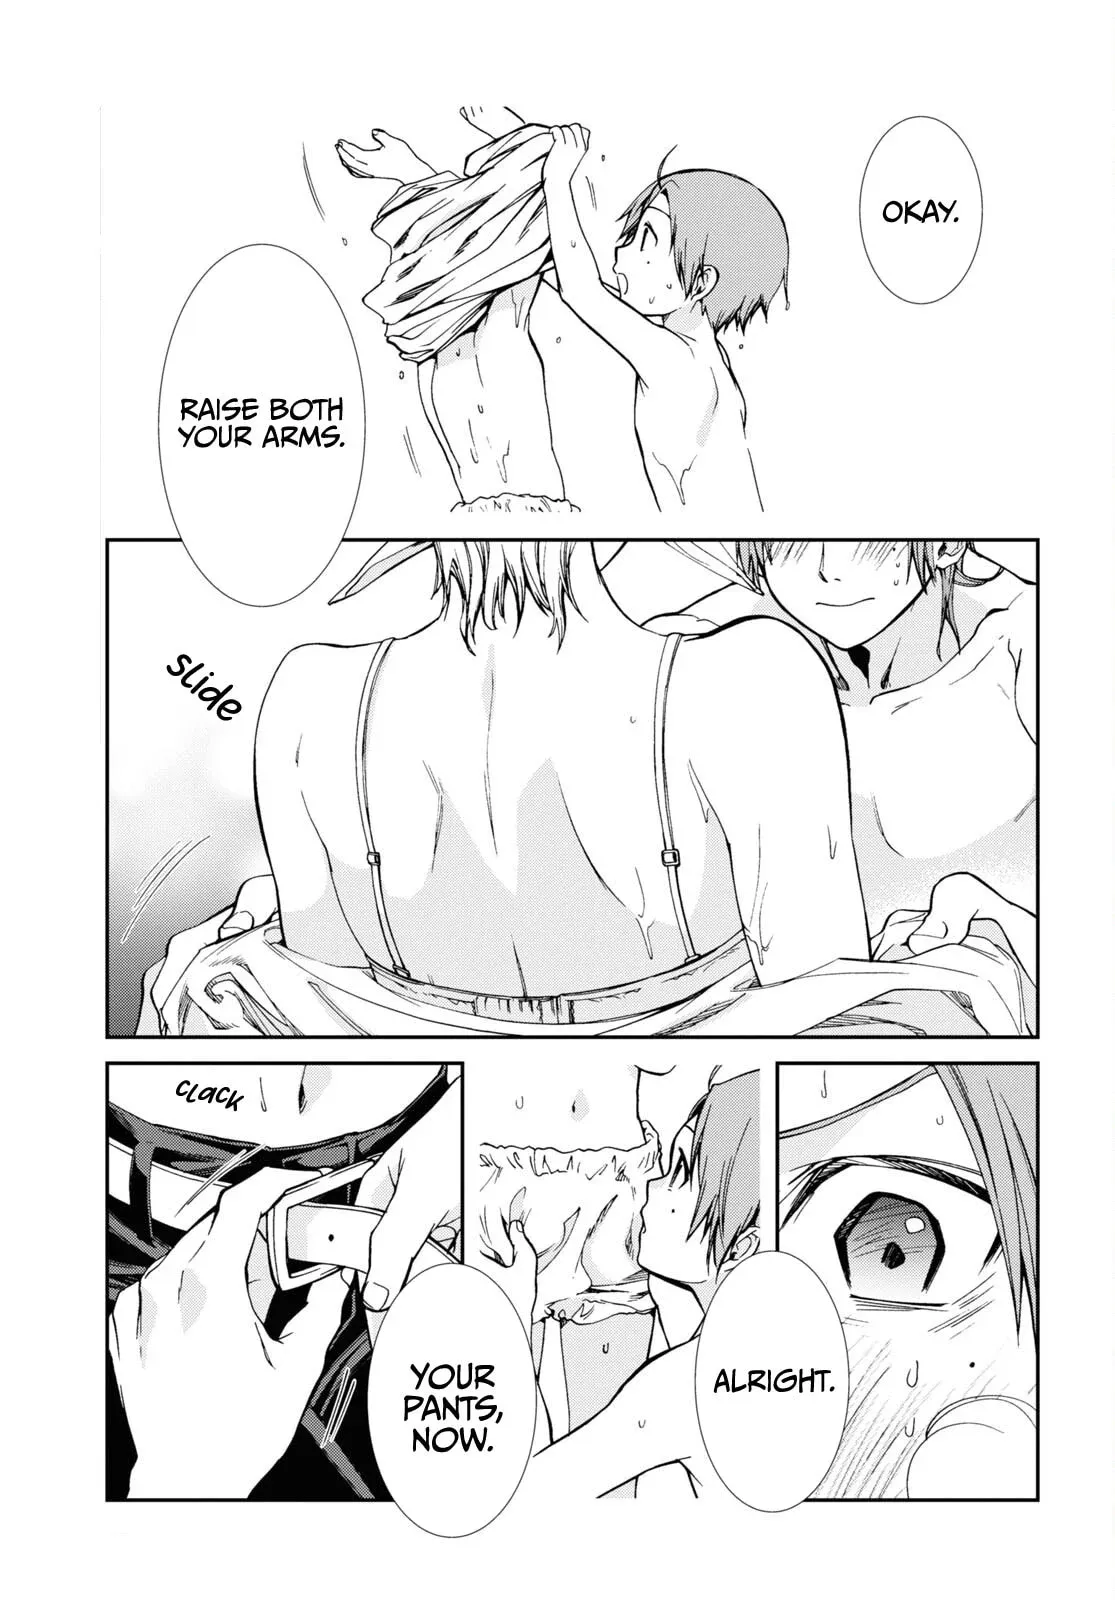 OKAY.
RAISE BOTH
YOUR ARMS.
slide
clack
YOUR
PANTS,
NOW.
ALRIGHT.